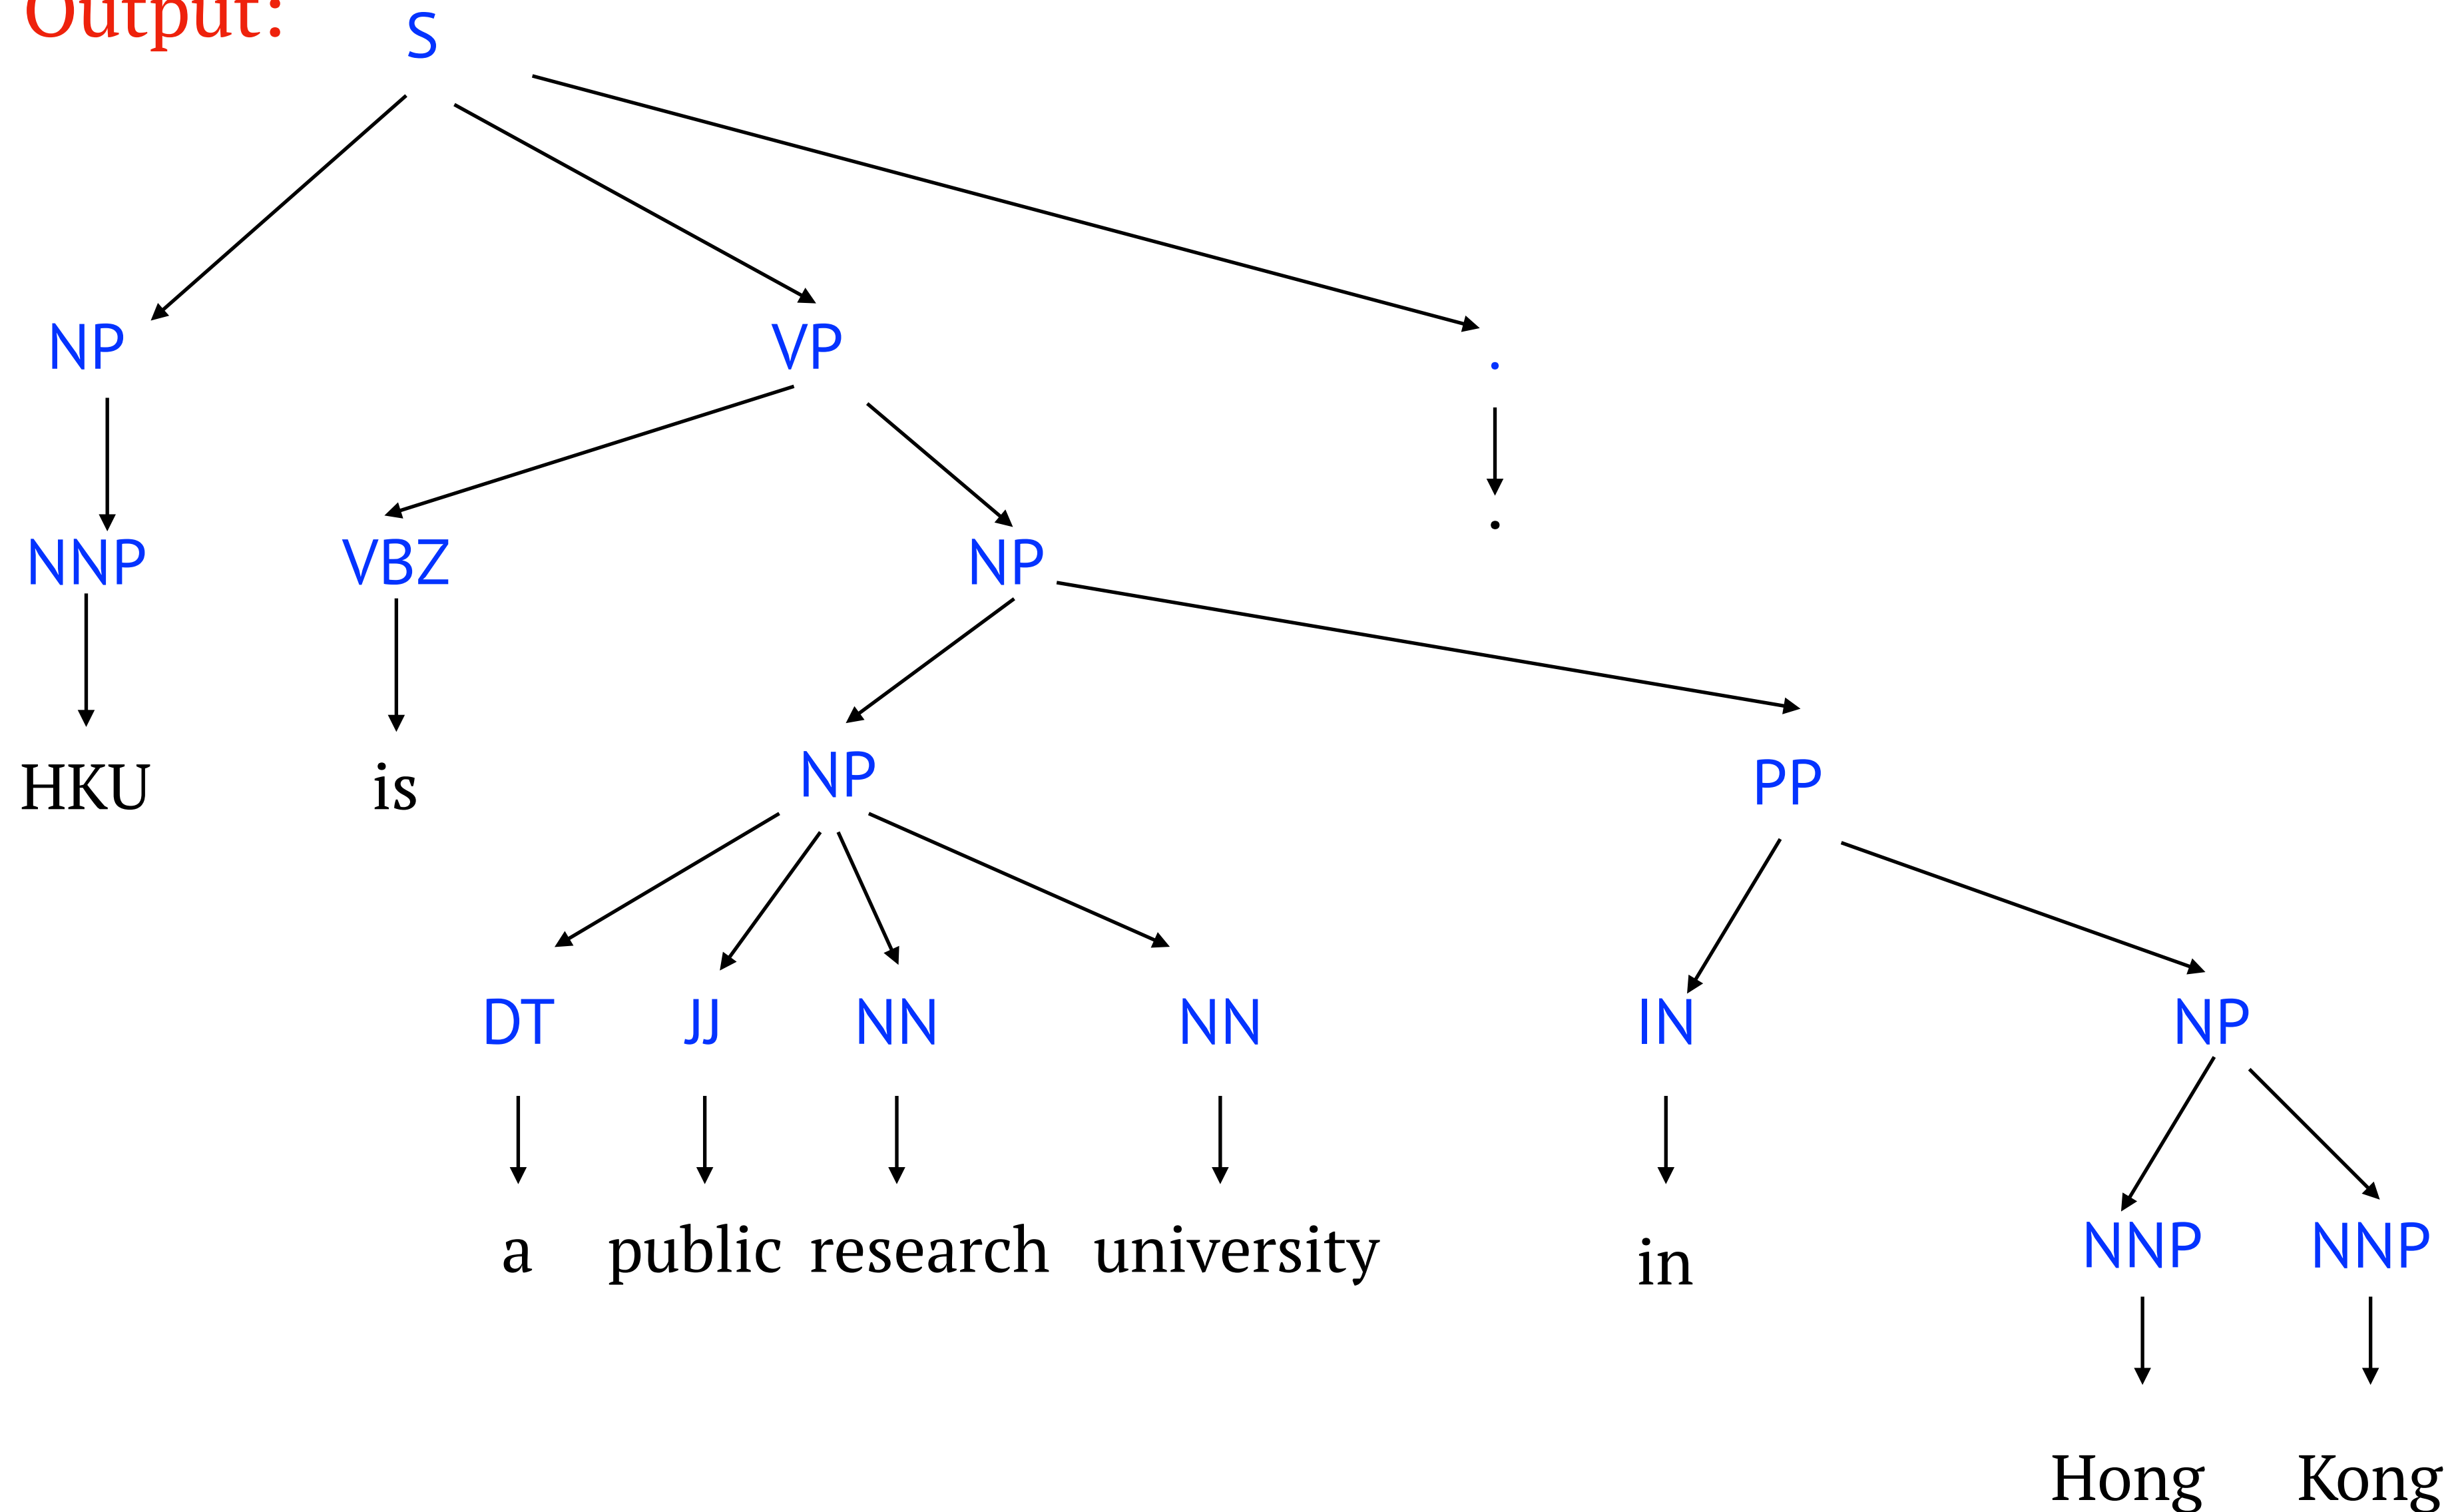 Output:
S
NP VP .
.
NNP VBZ NP
HKU is NP PP
DT JJ NN NN IN NP
a public research university in NNP NNP
Hong Kong